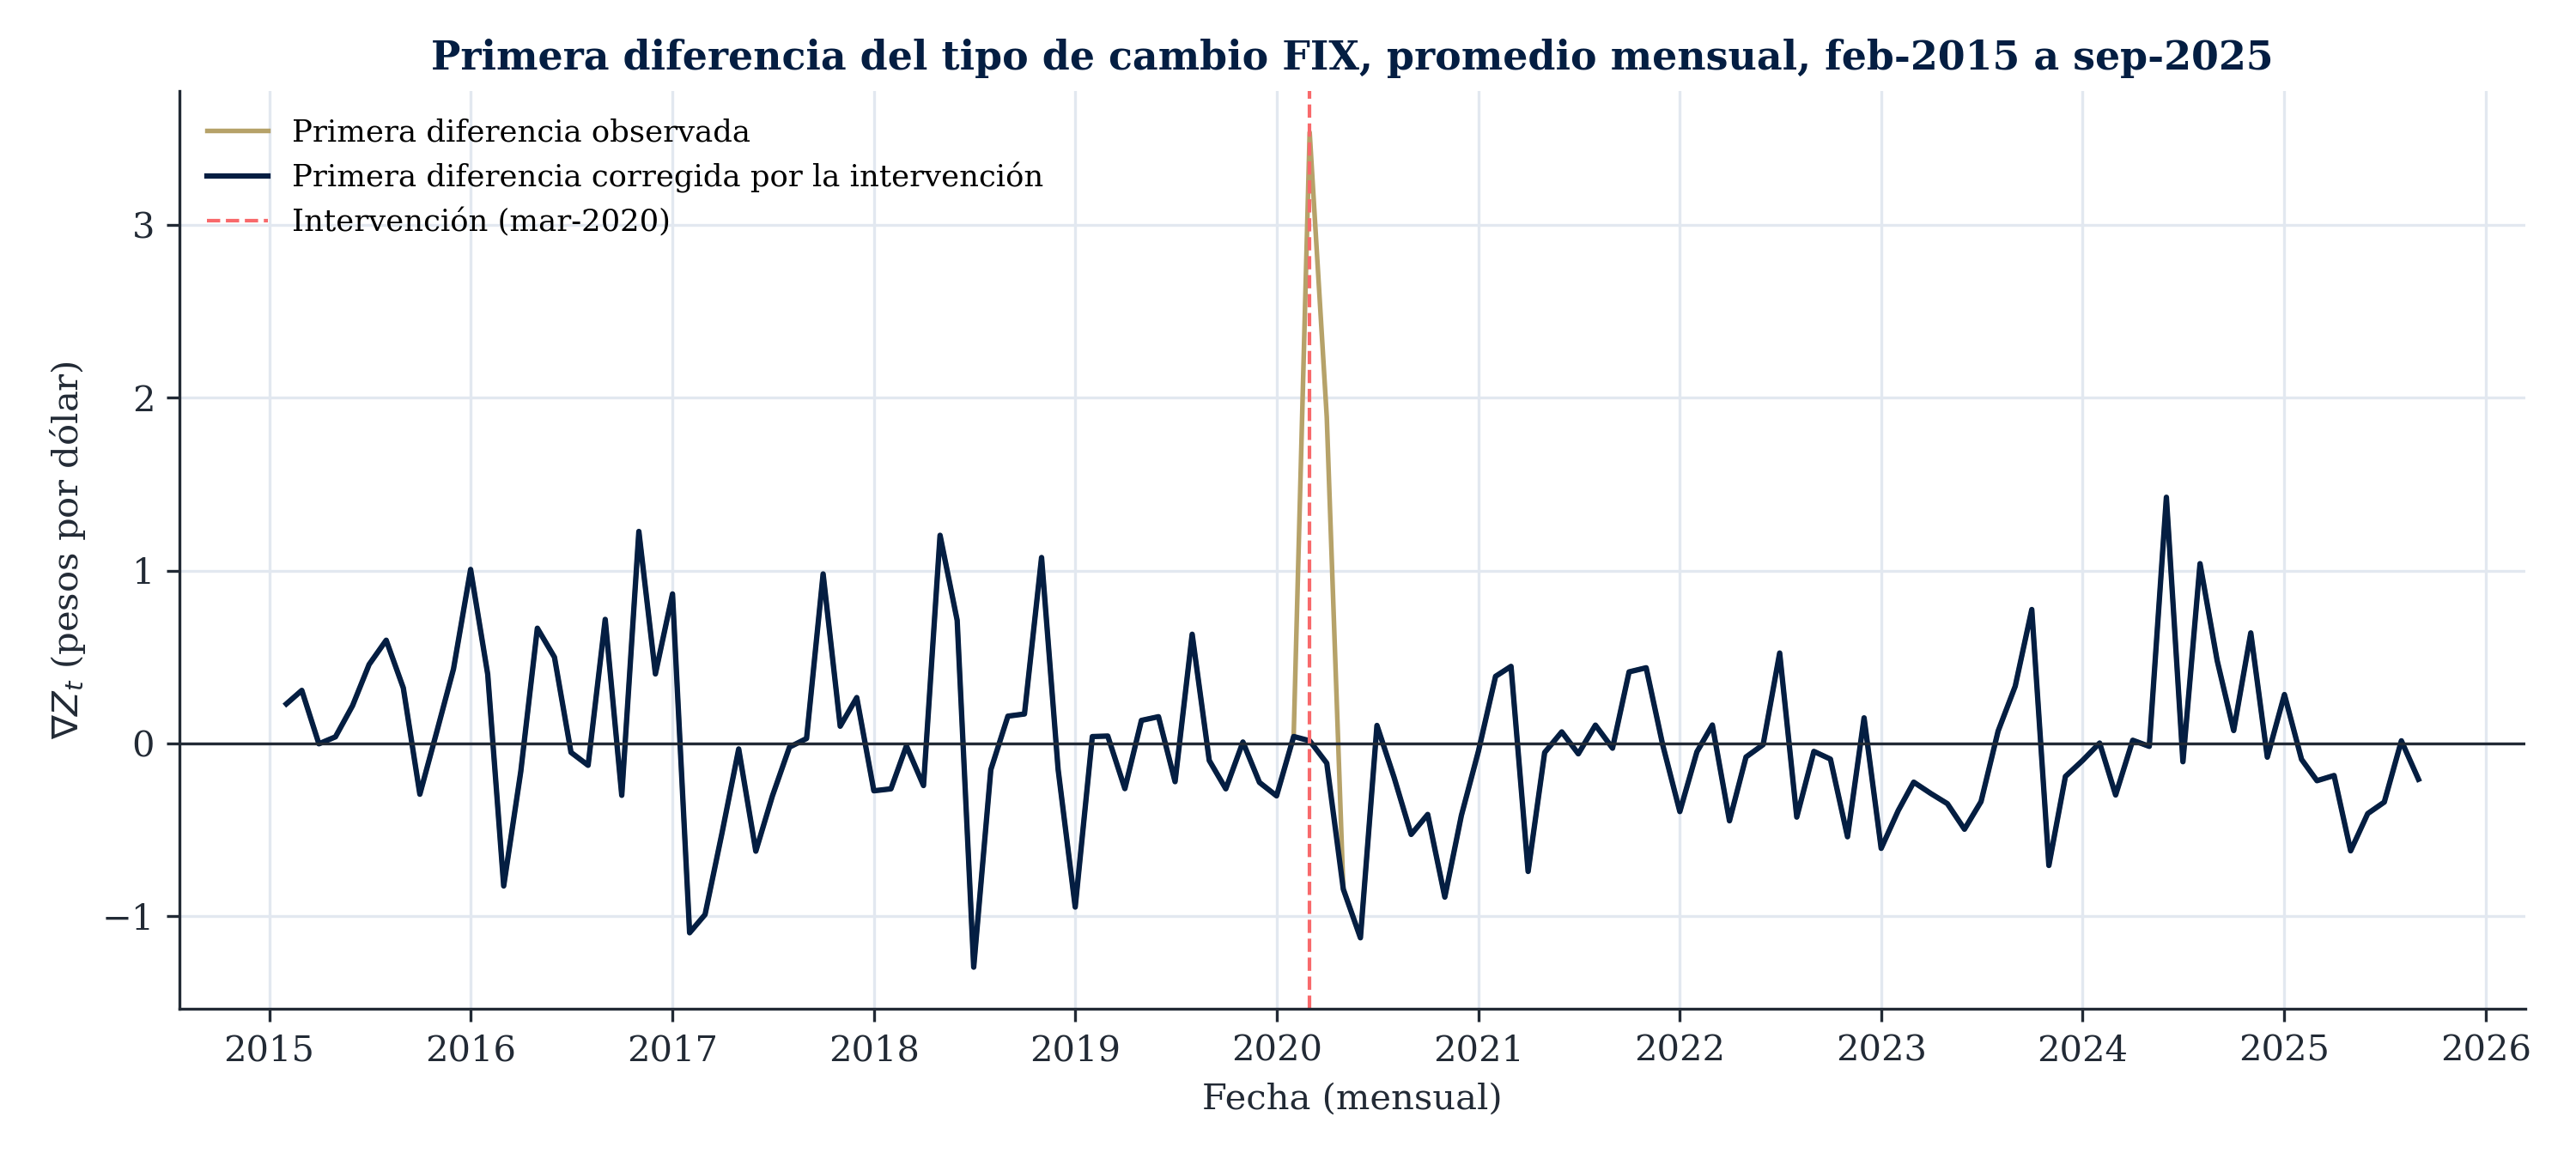 Primera diferencia del tipo de cambio FIX, promedio mensual, feb-2015 a sep-2025
Primera diferencia observada
Primera diferencia corregida por la intervención
Intervención (mar-2020)
∇Z_t (pesos por dólar)
3
2
1
0
−1
2015 2016 2017 2018 2019 2020 2021 2022 2023 2024 2025 2026
Fecha (mensual)